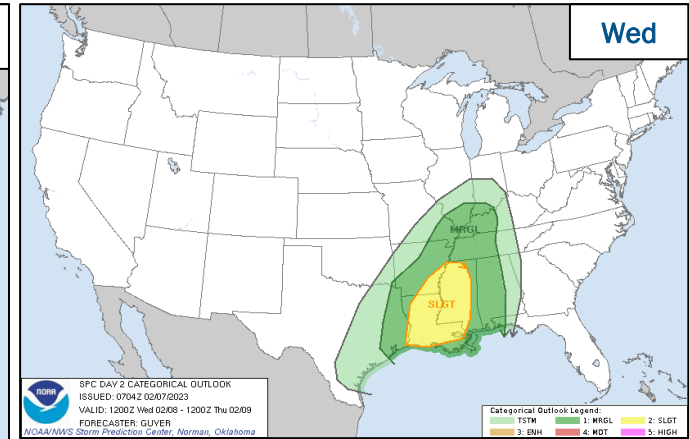 Wed
MRGL
SLGT
NOAA
SPC DAY 2 CATEGORICAL OUTLOOK
ISSUED: 0704Z 02/07/2023
VALID: 1200Z Wed 02/08 - 1200Z Thu 02/09
FORECASTER: GUYER
NOAA/NWS Storm Prediction Center, Norman, Oklahoma
Categorical Outlook Legend:
TSTM 1: MRGL 2: SLGT
3: ENH 4: MDT 5: HIGH